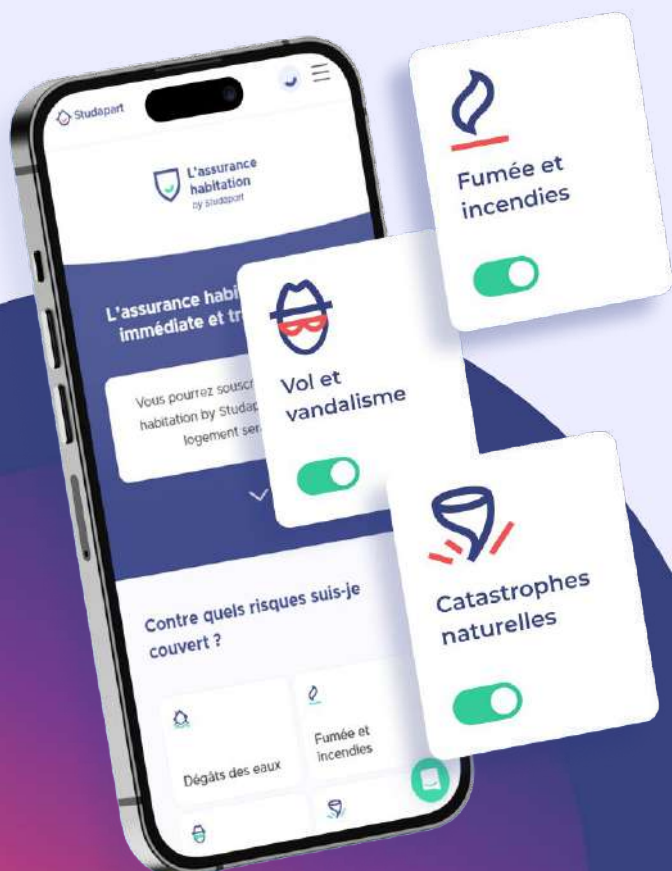 Studapart
L'assurance
habitation
by Studapart
L'assurance habi
immédiate et tr
Vous pourrez souscr
habitation by Studap
logement ser
Contre quels risques suis-je
couvert ?
Dégâts des eaux
Fumée et
incendies
Fumée et
incendies
Vol et
vandalisme
Catastrophes
naturelles